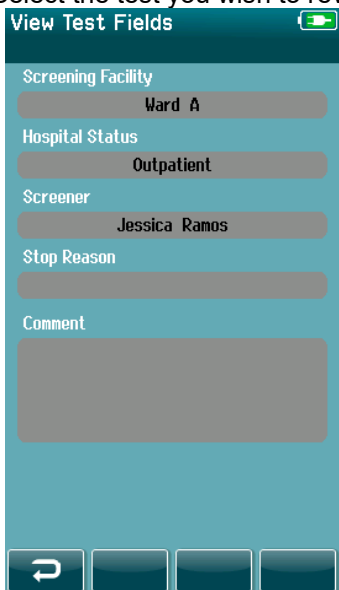 View Test Fields
Screening Facility
Ward A
Hospital Status
Outpatient
Screener
Jessica Ramos
Stop Reason
Comment